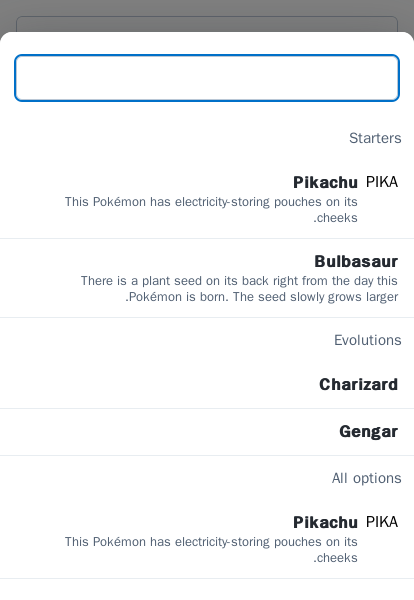 Starters
PIKA Pikachu
This Pokémon has electricity-storing pouches on its
cheeks.
Bulbasaur
There is a plant seed on its back right from the day this
Pokémon is born. The seed slowly grows larger.
Evolutions
Charizard
Gengar
All options
PIKA Pikachu
This Pokémon has electricity-storing pouches on its
cheeks.